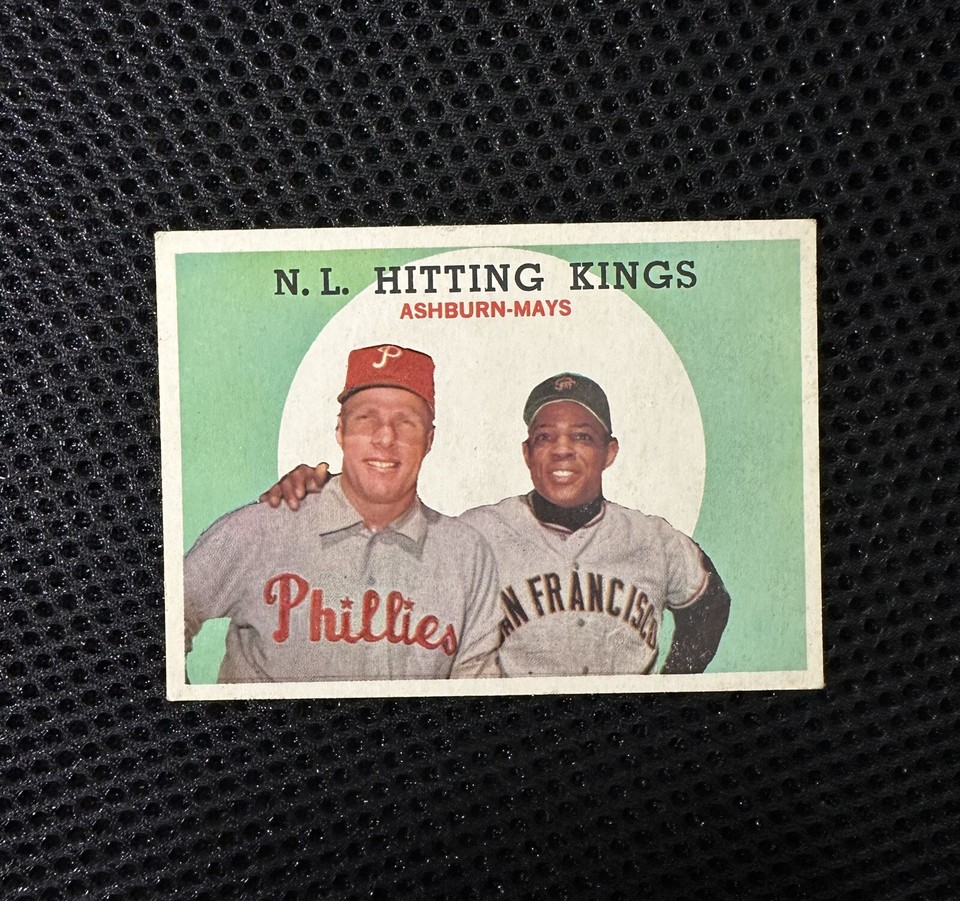 N. L. HITTING KINGS
ASHBURN-MAYS
P
SF
Phillies
AN FRANCISCO